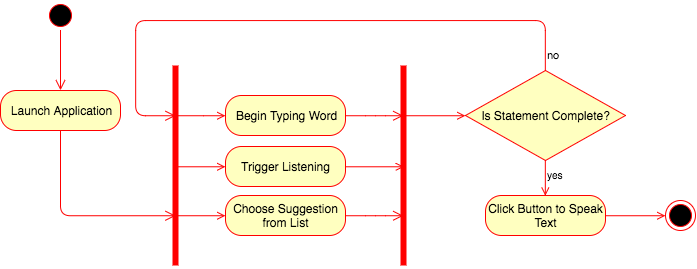 Launch Application
Begin Typing Word
Trigger Listening
Choose Suggestion
from List
no
Is Statement Complete?
yes
Click Button to Speak
Text